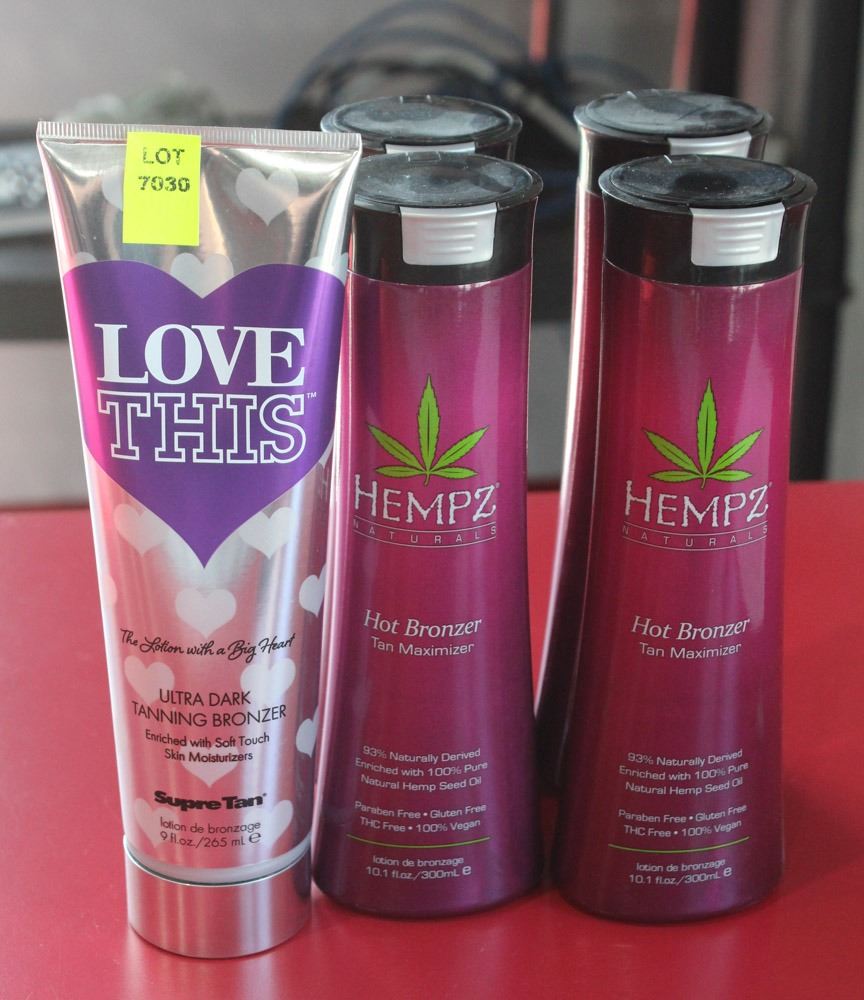 LOT
7030
LOVE
THIS™
The Lotion with a Big Heart
ULTRA DARK
TANNING BRONZER
Enriched with Soft Touch
Skin Moisturizers
Supre Tan®
lotion de bronzage
9 fl.oz./265 mL e
HEMPZ®
NATURALS
Hot Bronzer
Tan Maximizer
93% Naturally Derived
Enriched with 100% Pure
Natural Hemp Seed Oil
Paraben Free • Gluten Free
THC Free • 100% Vegan
lotion de bronzage
10.1 fl.oz./300mL e
HEMPZ®
NATURALS
Hot Bronzer
Tan Maximizer
93% Naturally Derived
Enriched with 100% Pure
Natural Hemp Seed Oil
Paraben Free • Gluten Free
THC Free • 100% Vegan
lotion de bronzage
10.1 fl.oz./300mL e